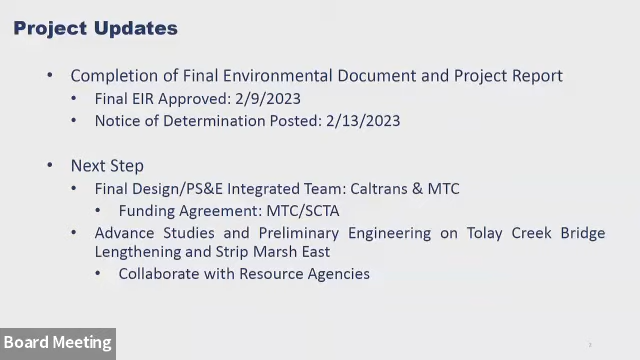 Project Updates
• Completion of Final Environmental Document and Project Report
• Final EIR Approved: 2/9/2023
• Notice of Determination Posted: 2/13/2023
• Next Step
• Final Design/PS&E Integrated Team: Caltrans & MTC
• Funding Agreement: MTC/SCTA
• Advance Studies and Preliminary Engineering on Tolay Creek Bridge
Lengthening and Strip Marsh East
• Collaborate with Resource Agencies
Board Meeting